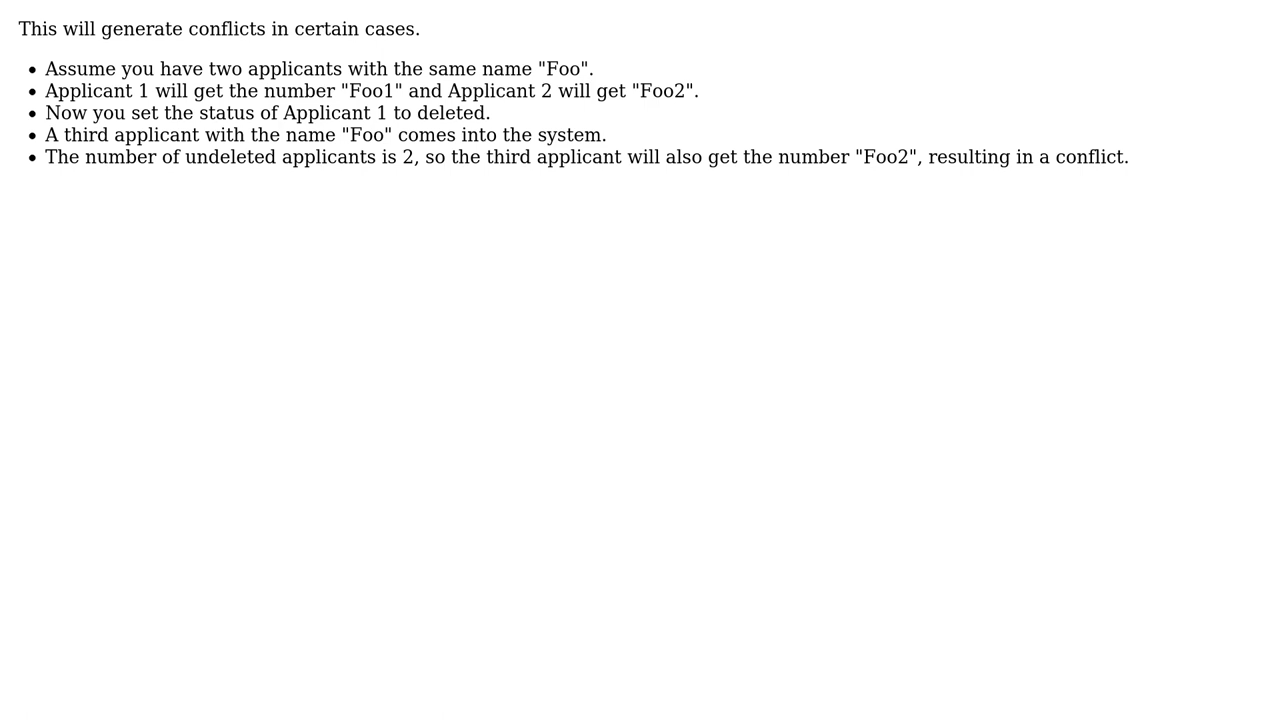 This will generate conflicts in certain cases.
• Assume you have two applicants with the same name "Foo".
• Applicant 1 will get the number "Foo1" and Applicant 2 will get "Foo2".
• Now you set the status of Applicant 1 to deleted.
• A third applicant with the name "Foo" comes into the system.
• The number of undeleted applicants is 2, so the third applicant will also get the number "Foo2", resulting in a conflict.